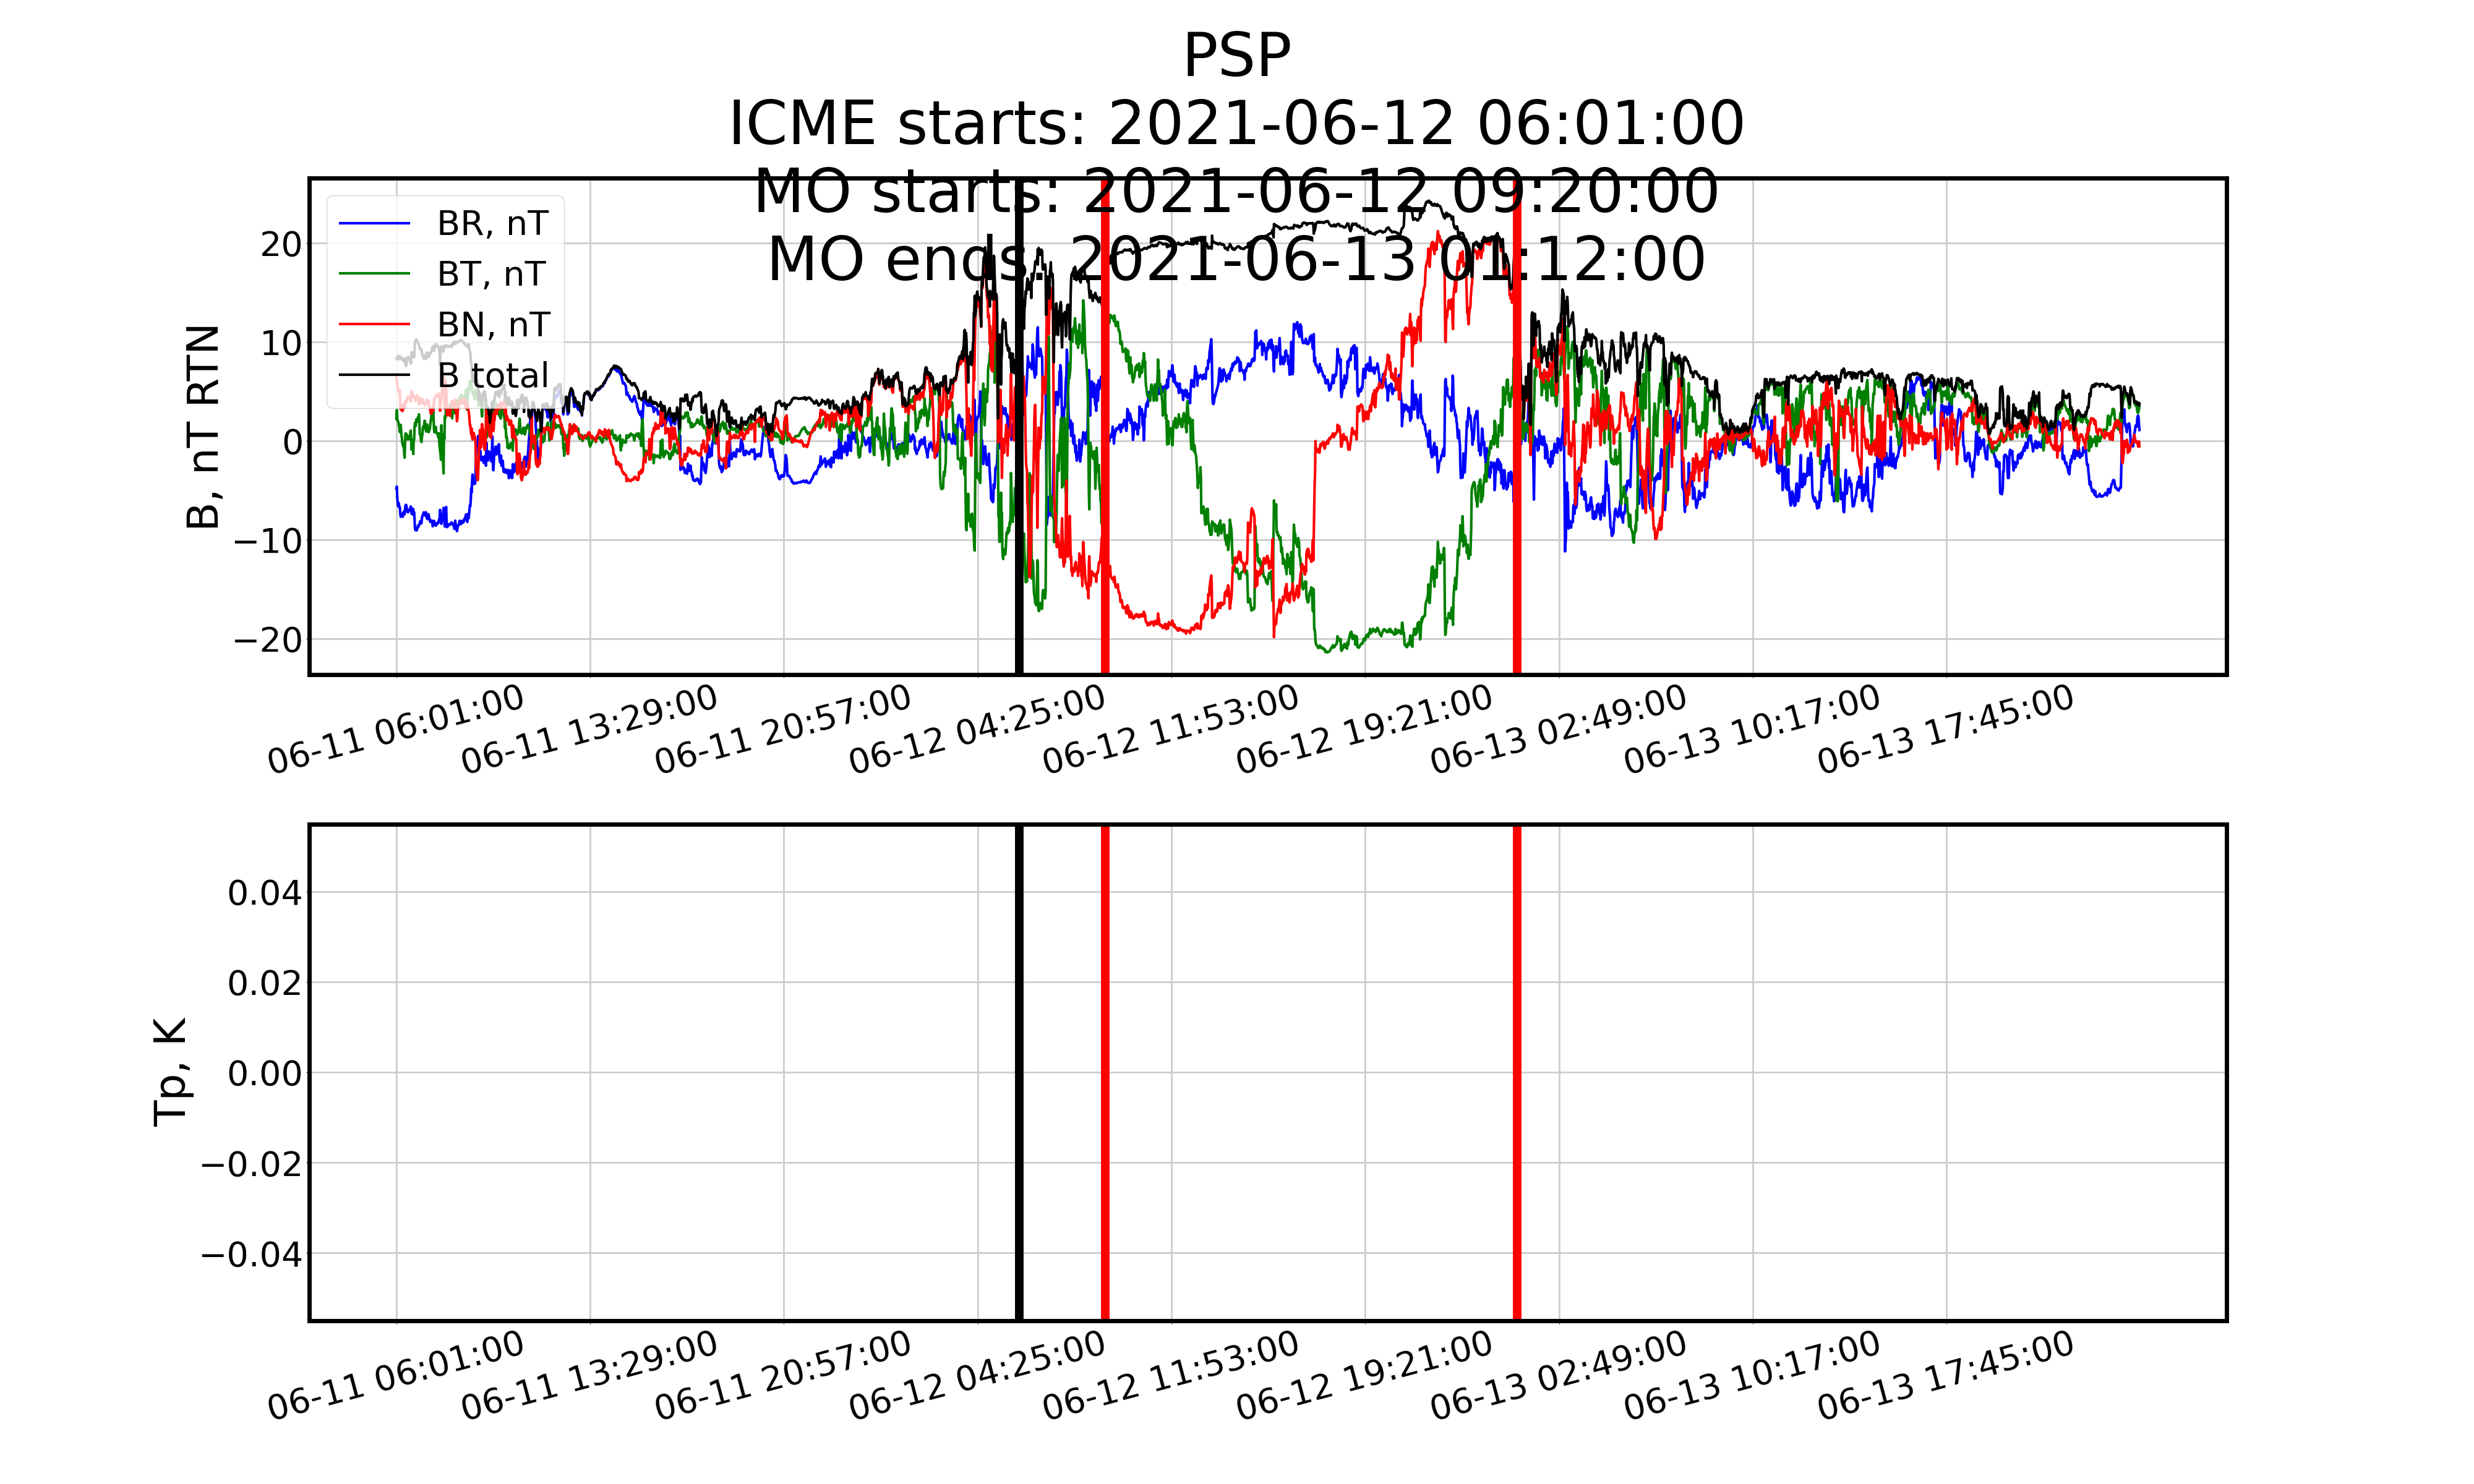 PSP
ICME starts: 2021-06-12 06:01:00
MO starts: 2021-06-12 09:20:00
MO ends: 2021-06-13 01:12:00
BR, nT
BT, nT
BN, nT
B total
B, nT RTN
20
10
0
−10
−20
06-11 06:01:00
06-11 13:29:00
06-11 20:57:00
06-12 04:25:00
06-12 11:53:00
06-12 19:21:00
06-13 02:49:00
06-13 10:17:00
06-13 17:45:00
Tp, K
0.04
0.02
0.00
−0.02
−0.04
06-11 06:01:00
06-11 13:29:00
06-11 20:57:00
06-12 04:25:00
06-12 11:53:00
06-12 19:21:00
06-13 02:49:00
06-13 10:17:00
06-13 17:45:00